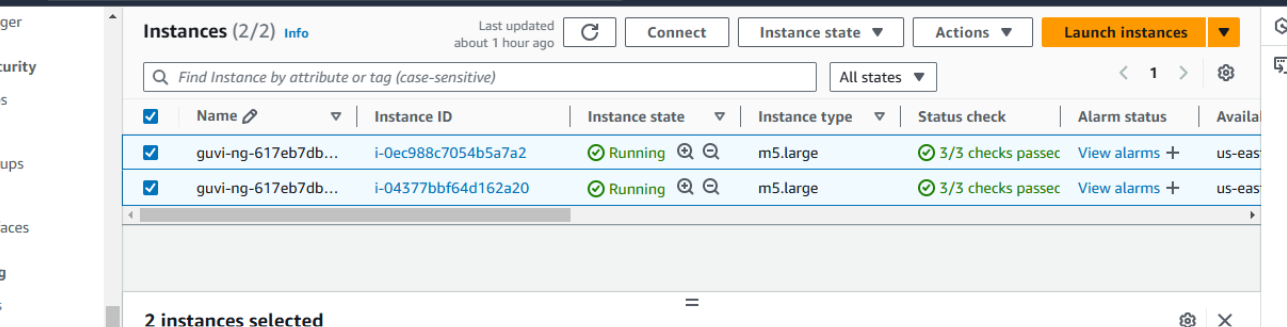 ger
Instances (2/2) Info
Last updated
about 1 hour ago
Connect
Instance state
Actions
Launch instances
curity
Find Instance by attribute or tag (case-sensitive)
All states
1
Name
Instance ID
Instance state
Instance type
Status check
Alarm status
Availal
guvi-ng-617eb7db...
i-0ec988c7054b5a7a2
Running
m5.large
3/3 checks passec
View alarms +
us-eas
ups
guvi-ng-617eb7db...
i-04377bbf64d162a20
Running
m5.large
3/3 checks passec
View alarms +
us-eas
aces
2 instances selected